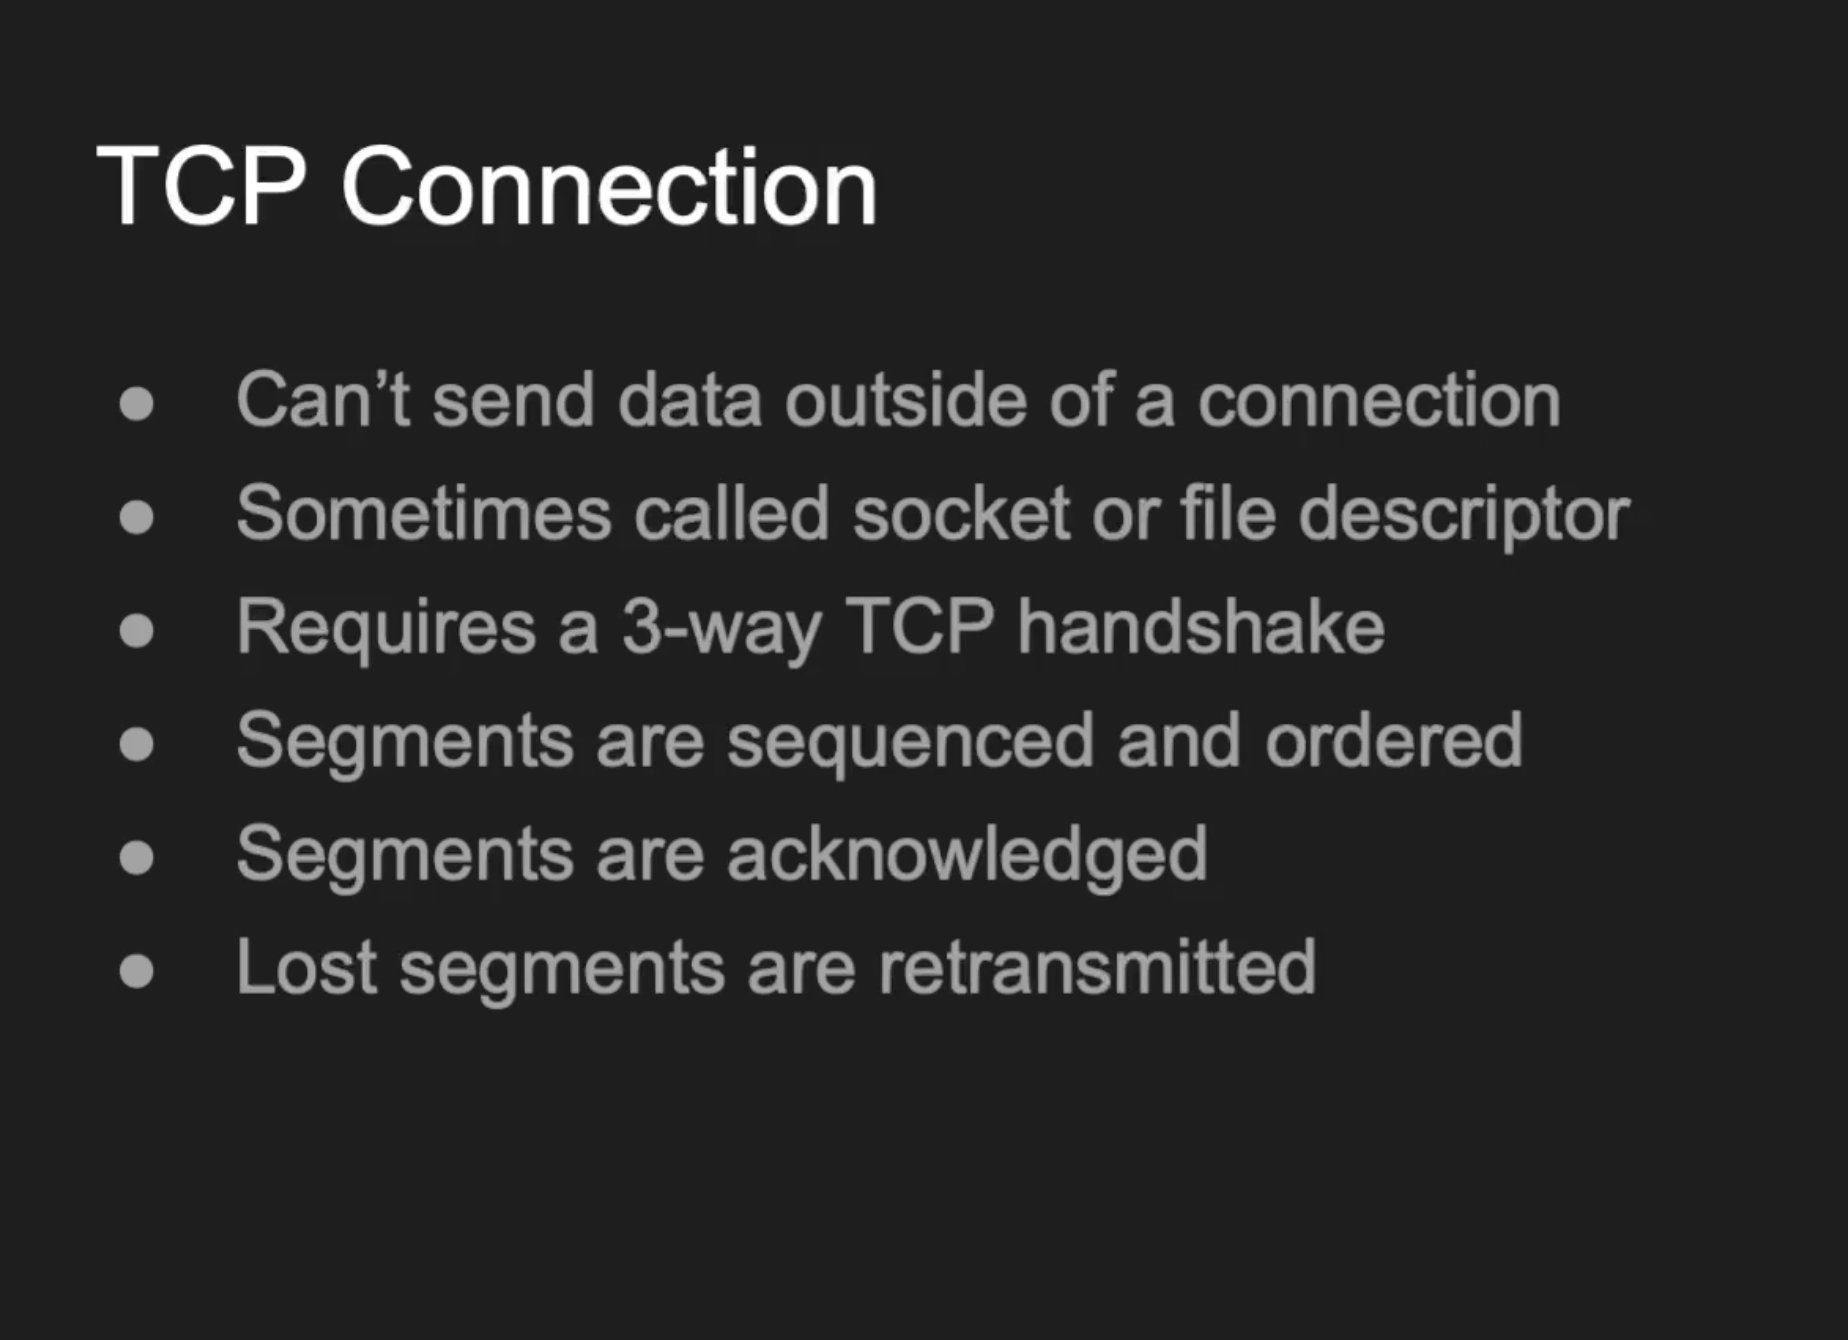 TCP Connection
● Can’t send data outside of a connection
● Sometimes called socket or file descriptor
● Requires a 3-way TCP handshake
● Segments are sequenced and ordered
● Segments are acknowledged
● Lost segments are retransmitted